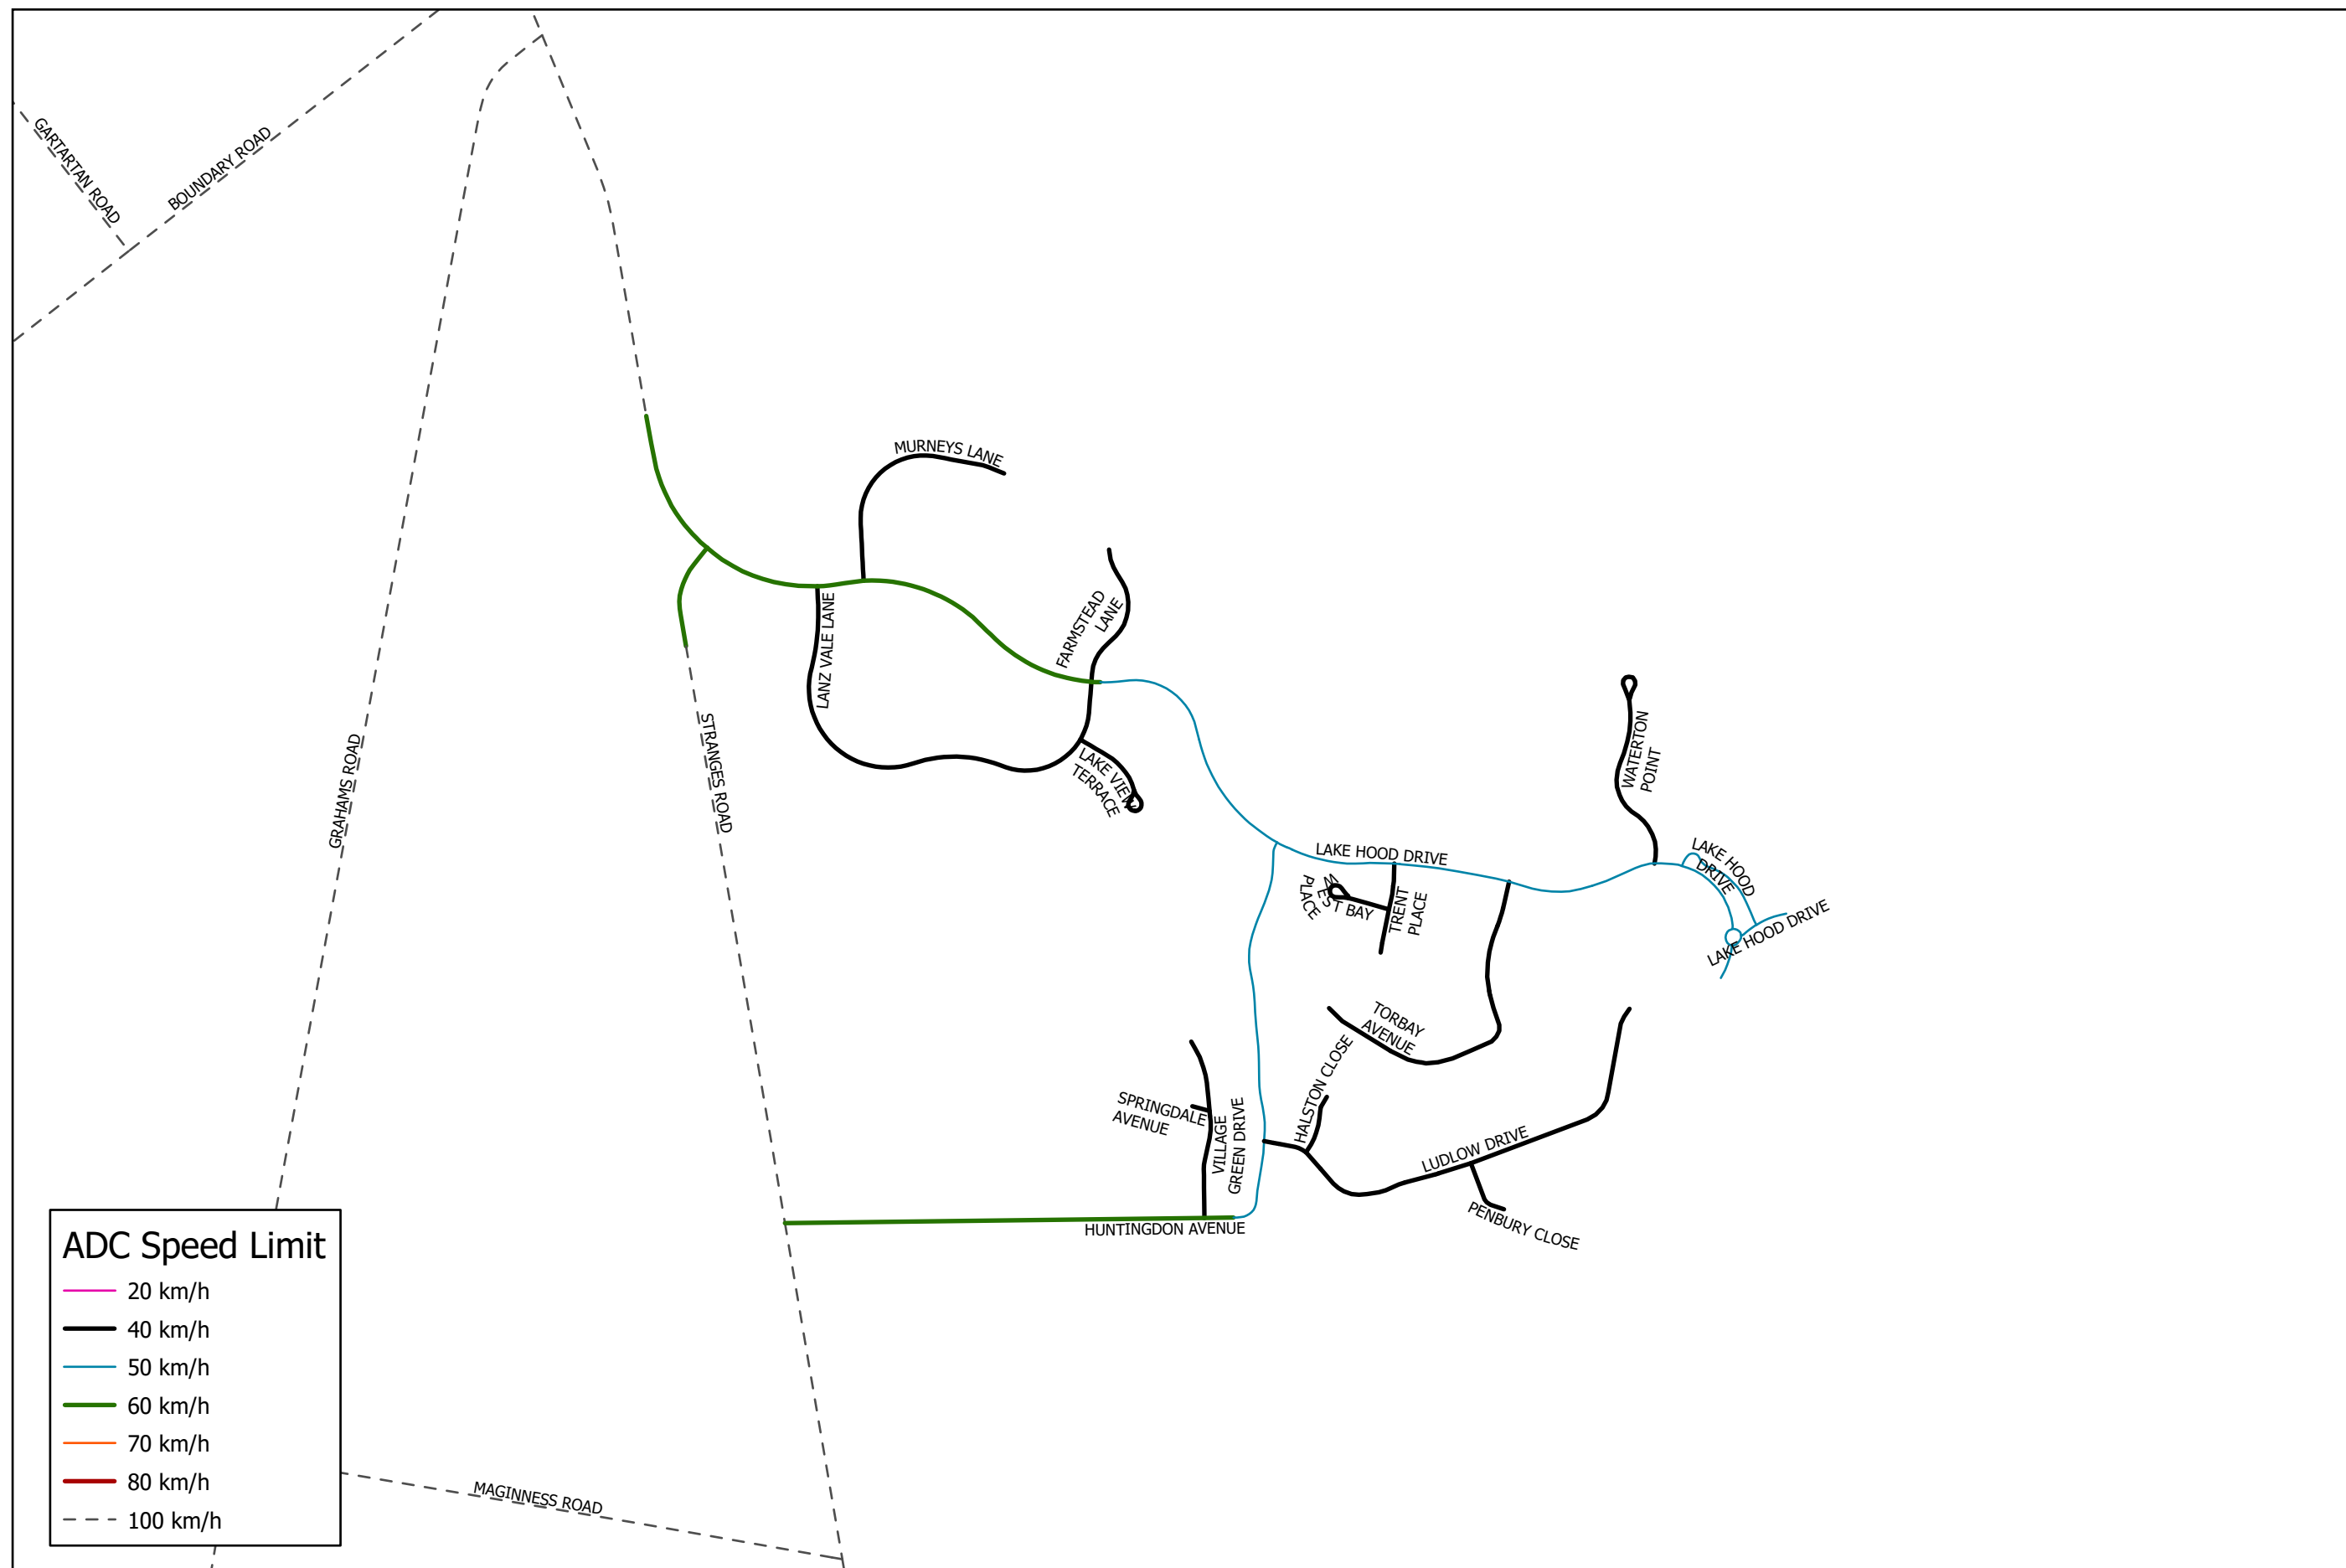 GARTARTAN ROAD
BOUNDARY ROAD
MURNEYS LANE
FARMSTEAD
LANE
LANZ VALE LANE
LAKE VIEW
TERRACE
STRANGES ROAD
GRAHAMS ROAD
WATERTON
POINT
LAKE HOOD DRIVE
LAKE HOOD
DRIVE
LAKE HOOD DRIVE
WEST BAY
PLACE
TRENT
PLACE
TORBAY
AVENUE
HALSTON CLOSE
SPRINGDALE
AVENUE
VILLAGE
GREEN DRIVE
LUDLOW DRIVE
PENBURY CLOSE
HUNTINGDON AVENUE
MAGINNESS ROAD
ADC Speed Limit
20 km/h
40 km/h
50 km/h
60 km/h
70 km/h
80 km/h
100 km/h